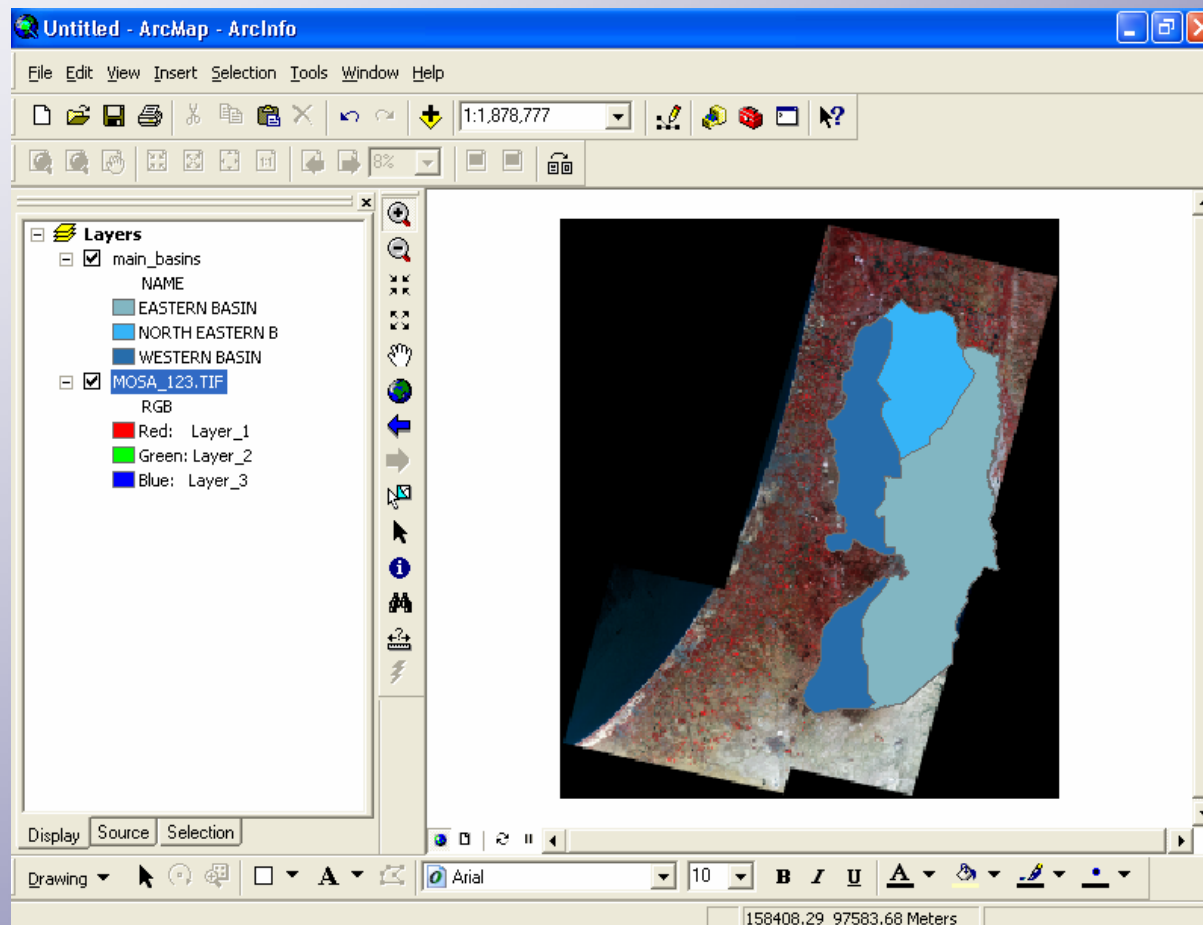 Untitled - ArcMap - ArcInfo
File Edit View Insert Selection Tools Window Help
1:1,878,777
1:1 8%
Layers
main_basins
NAME
EASTERN BASIN
NORTH EASTERN B
WESTERN BASIN
MOSA_123.TIF
RGB
Red: Layer_1
Green: Layer_2
Blue: Layer_3
Display Source Selection
Drawing A Arial 10 B I U A
158408.29 97583.68 Meters